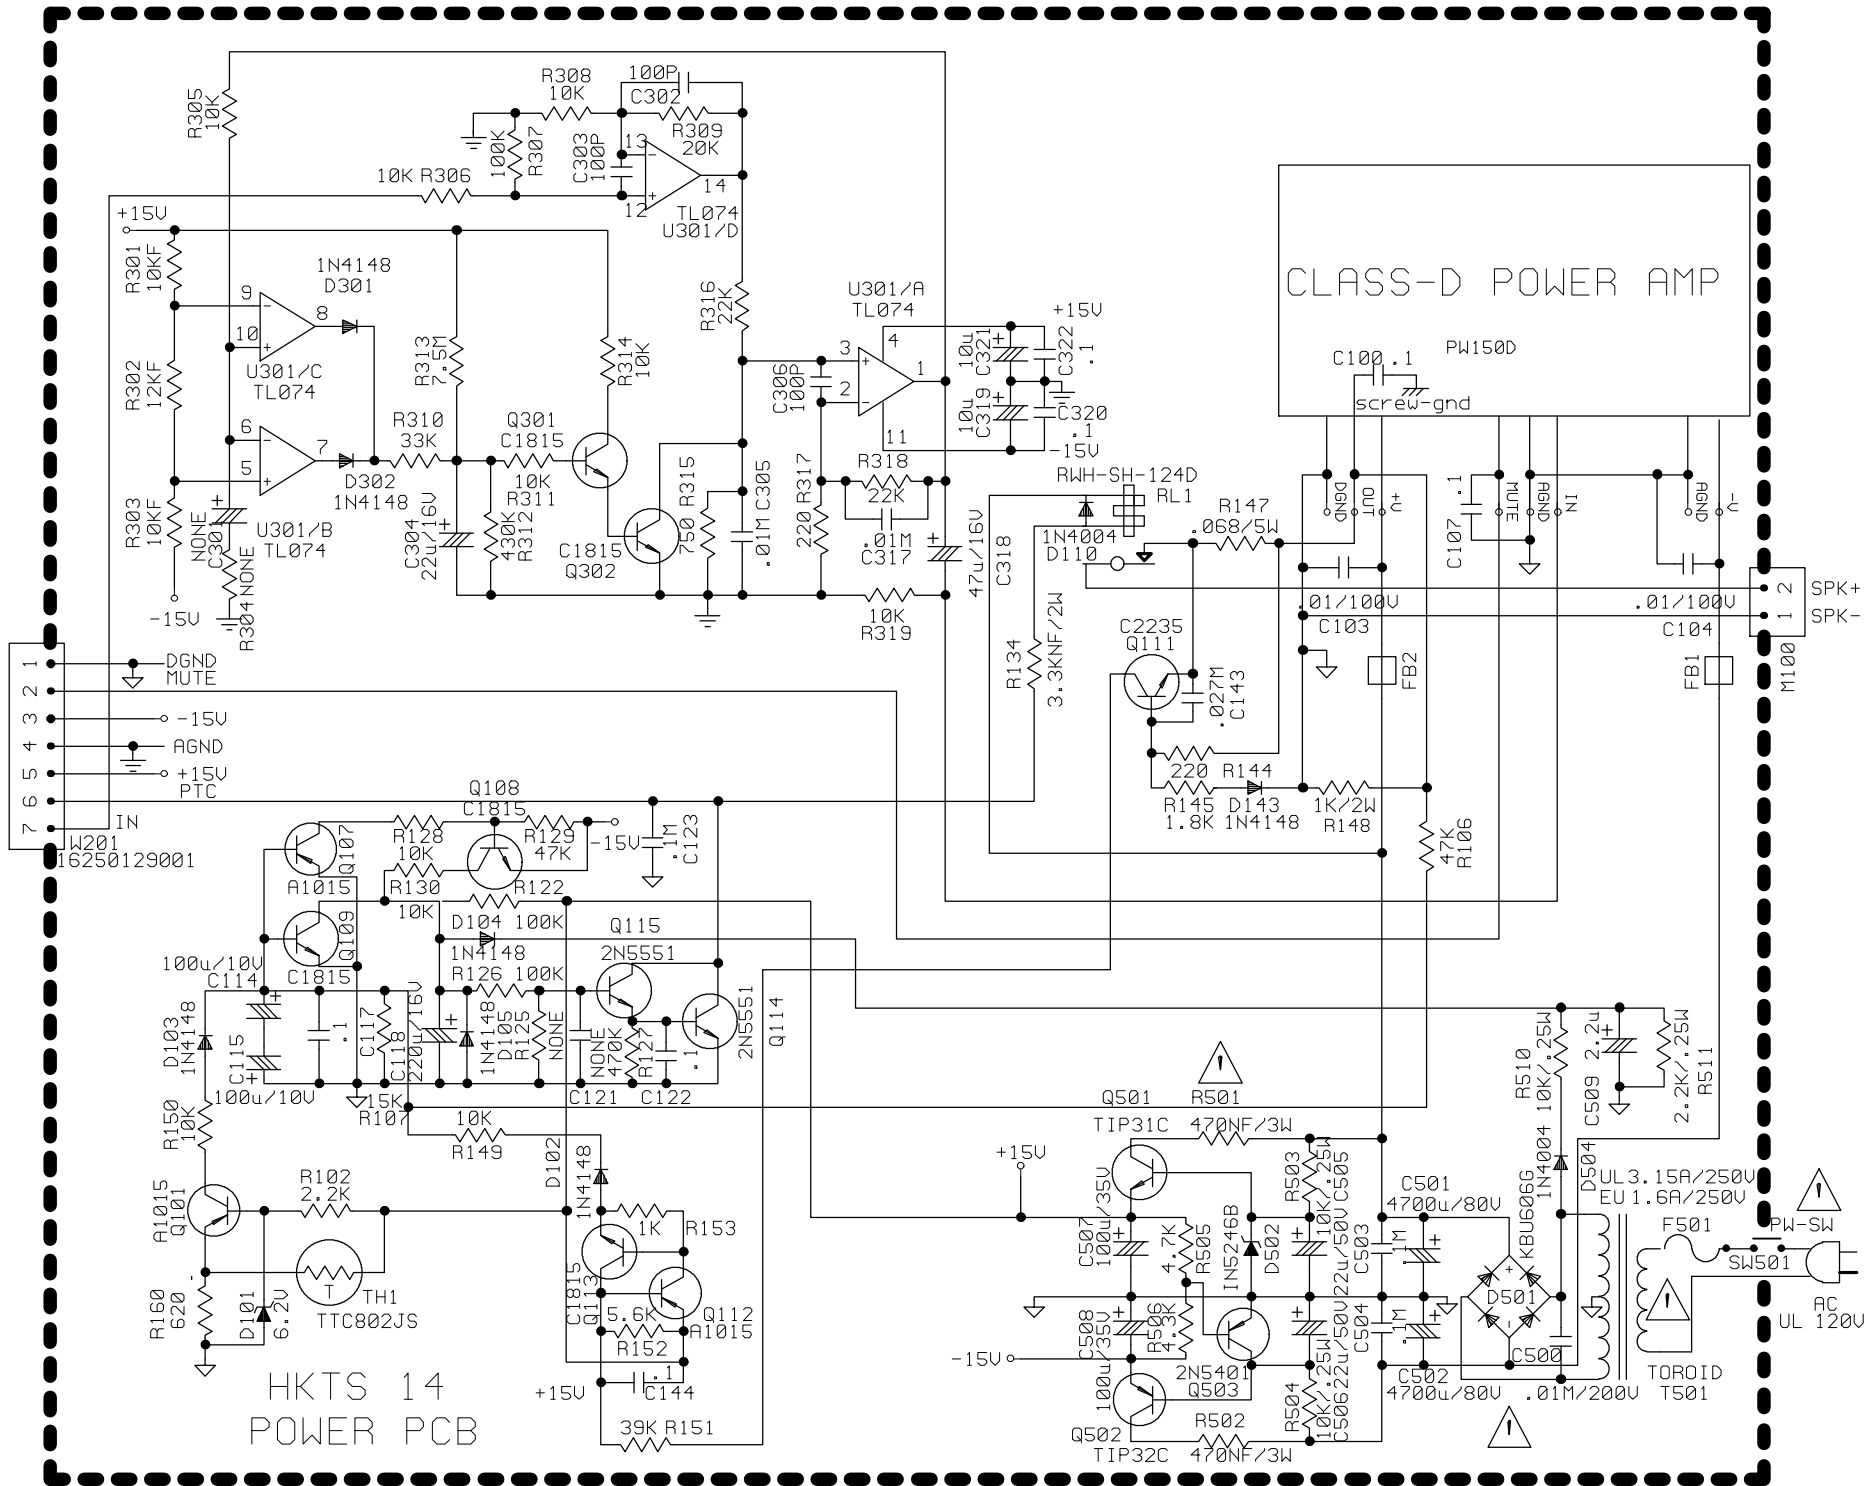 R305
10K
R308
10K
100P
C302
R309
20K
100K
R307
C303
100P
13
12
14
10K R306
TL074
U301/D
+15V
R301
10KF
1N4148
D301
9
8
10
U301/C
TL074
R302
12KF
6
7
5
U301/B
TL074
D302
1N4148
R303
10KF
NONE
C301
R304 NONE
-15V
R313
7.5M
R314
10K
R310
33K
Q301
C1815
10K
R311
C304
22u/16V
430K
R312
C1815
Q302
R316
22K
750 R315
.01M C305
U301/A
TL074
3
4
2
1
11
C306
100P
10u
C321
C322
.1
+15V
10u
C319
C320
.1
-15V
R318
22K
.01M
C317
220 R317
10K
R319
47u/16V
C318
RWH-SH-124D
RL1
1N4004
D110
R147
.068/5W
R134
3.3KNF/2W
CLASS-D POWER AMP
PW150D
C100 .1
screw-gnd
DGND
OUT
+V
C107
.1
MUTE
AGND
IN
AGND
-V
.01/100V
C103
.01/100V
C104
2
1
SPK+
SPK-
M100
FB2
FB1
C2235
Q111
.027M
C143
220
R144
R145
1.8K
D143
1N4148
1K/2W
R148
47K
R106
1
2
3
4
5
6
7
DGND
MUTE
-15V
AGND
+15V
PTC
IN
W201
16250129001
Q107
A1015
R128
10K
R130
10K
Q108
C1815
R129
47K
-15V
.1M
C123
R122
100K
D104
1N4148
Q109
C1815
100u/10V
C114
C115
100u/10V
D103
1N4148
.1
C117
C118
220u/16V
15K
R107
R126 100K
1N4148
D105
R125
NONE
Q115
2N5551
NONE
C121
470K
R127
.1
C122
2N5551
Q114
R150
10K
10K
R149
D102
1N4148
A1015
Q101
R102
2.2K
R160
620
D101
6.2V
T
TH1
TTC802JS
1K
R153
C1815
Q113
5.6K
R152
Q112
A1015
.1
C144
+15V
39K R151
HKTS 14
POWER PCB
Q501
TIP31C
R501
470NF/3W
!
+15V
C507
100u/35V
4.7K
R505
IN5246B
D502
R503
10K/.25W
C505
22u/50V
C503
.1M
C501
4700u/80V
-15V
C508
100u/35V
R506
4.3K
2N5401
Q503
R504
10K/.25W
C506
22u/50V
C504
.1M
C502
4700u/80V
Q502
TIP32C
R502
470NF/3W
!
KBU606G
D501
+
-
C500
.01M/200V
R510
10K/.25W
C509
2.2u
2.2K/.25W
R511
1N4004
D504
UL3.15A/250V
EU1.6A/250V
F501
PW-SW
SW501
!
!
AC
UL 120V
TOROID
T501